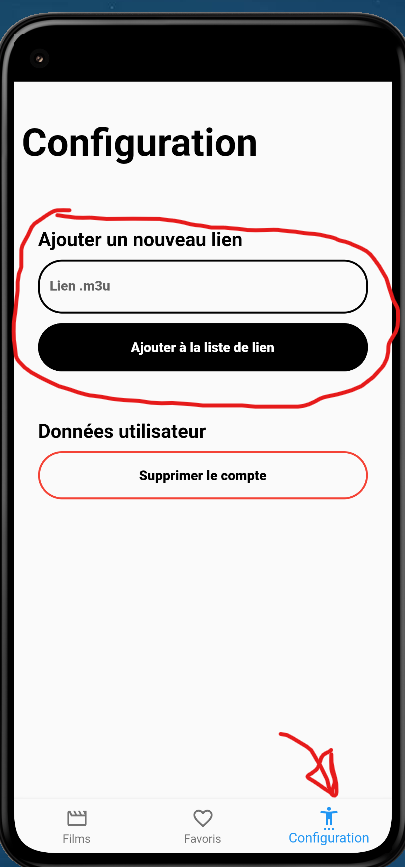 Configuration
Ajouter un nouveau lien
Lien .m3u
Ajouter à la liste de lien
Données utilisateur
Supprimer le compte
Films
Favoris
Configuration